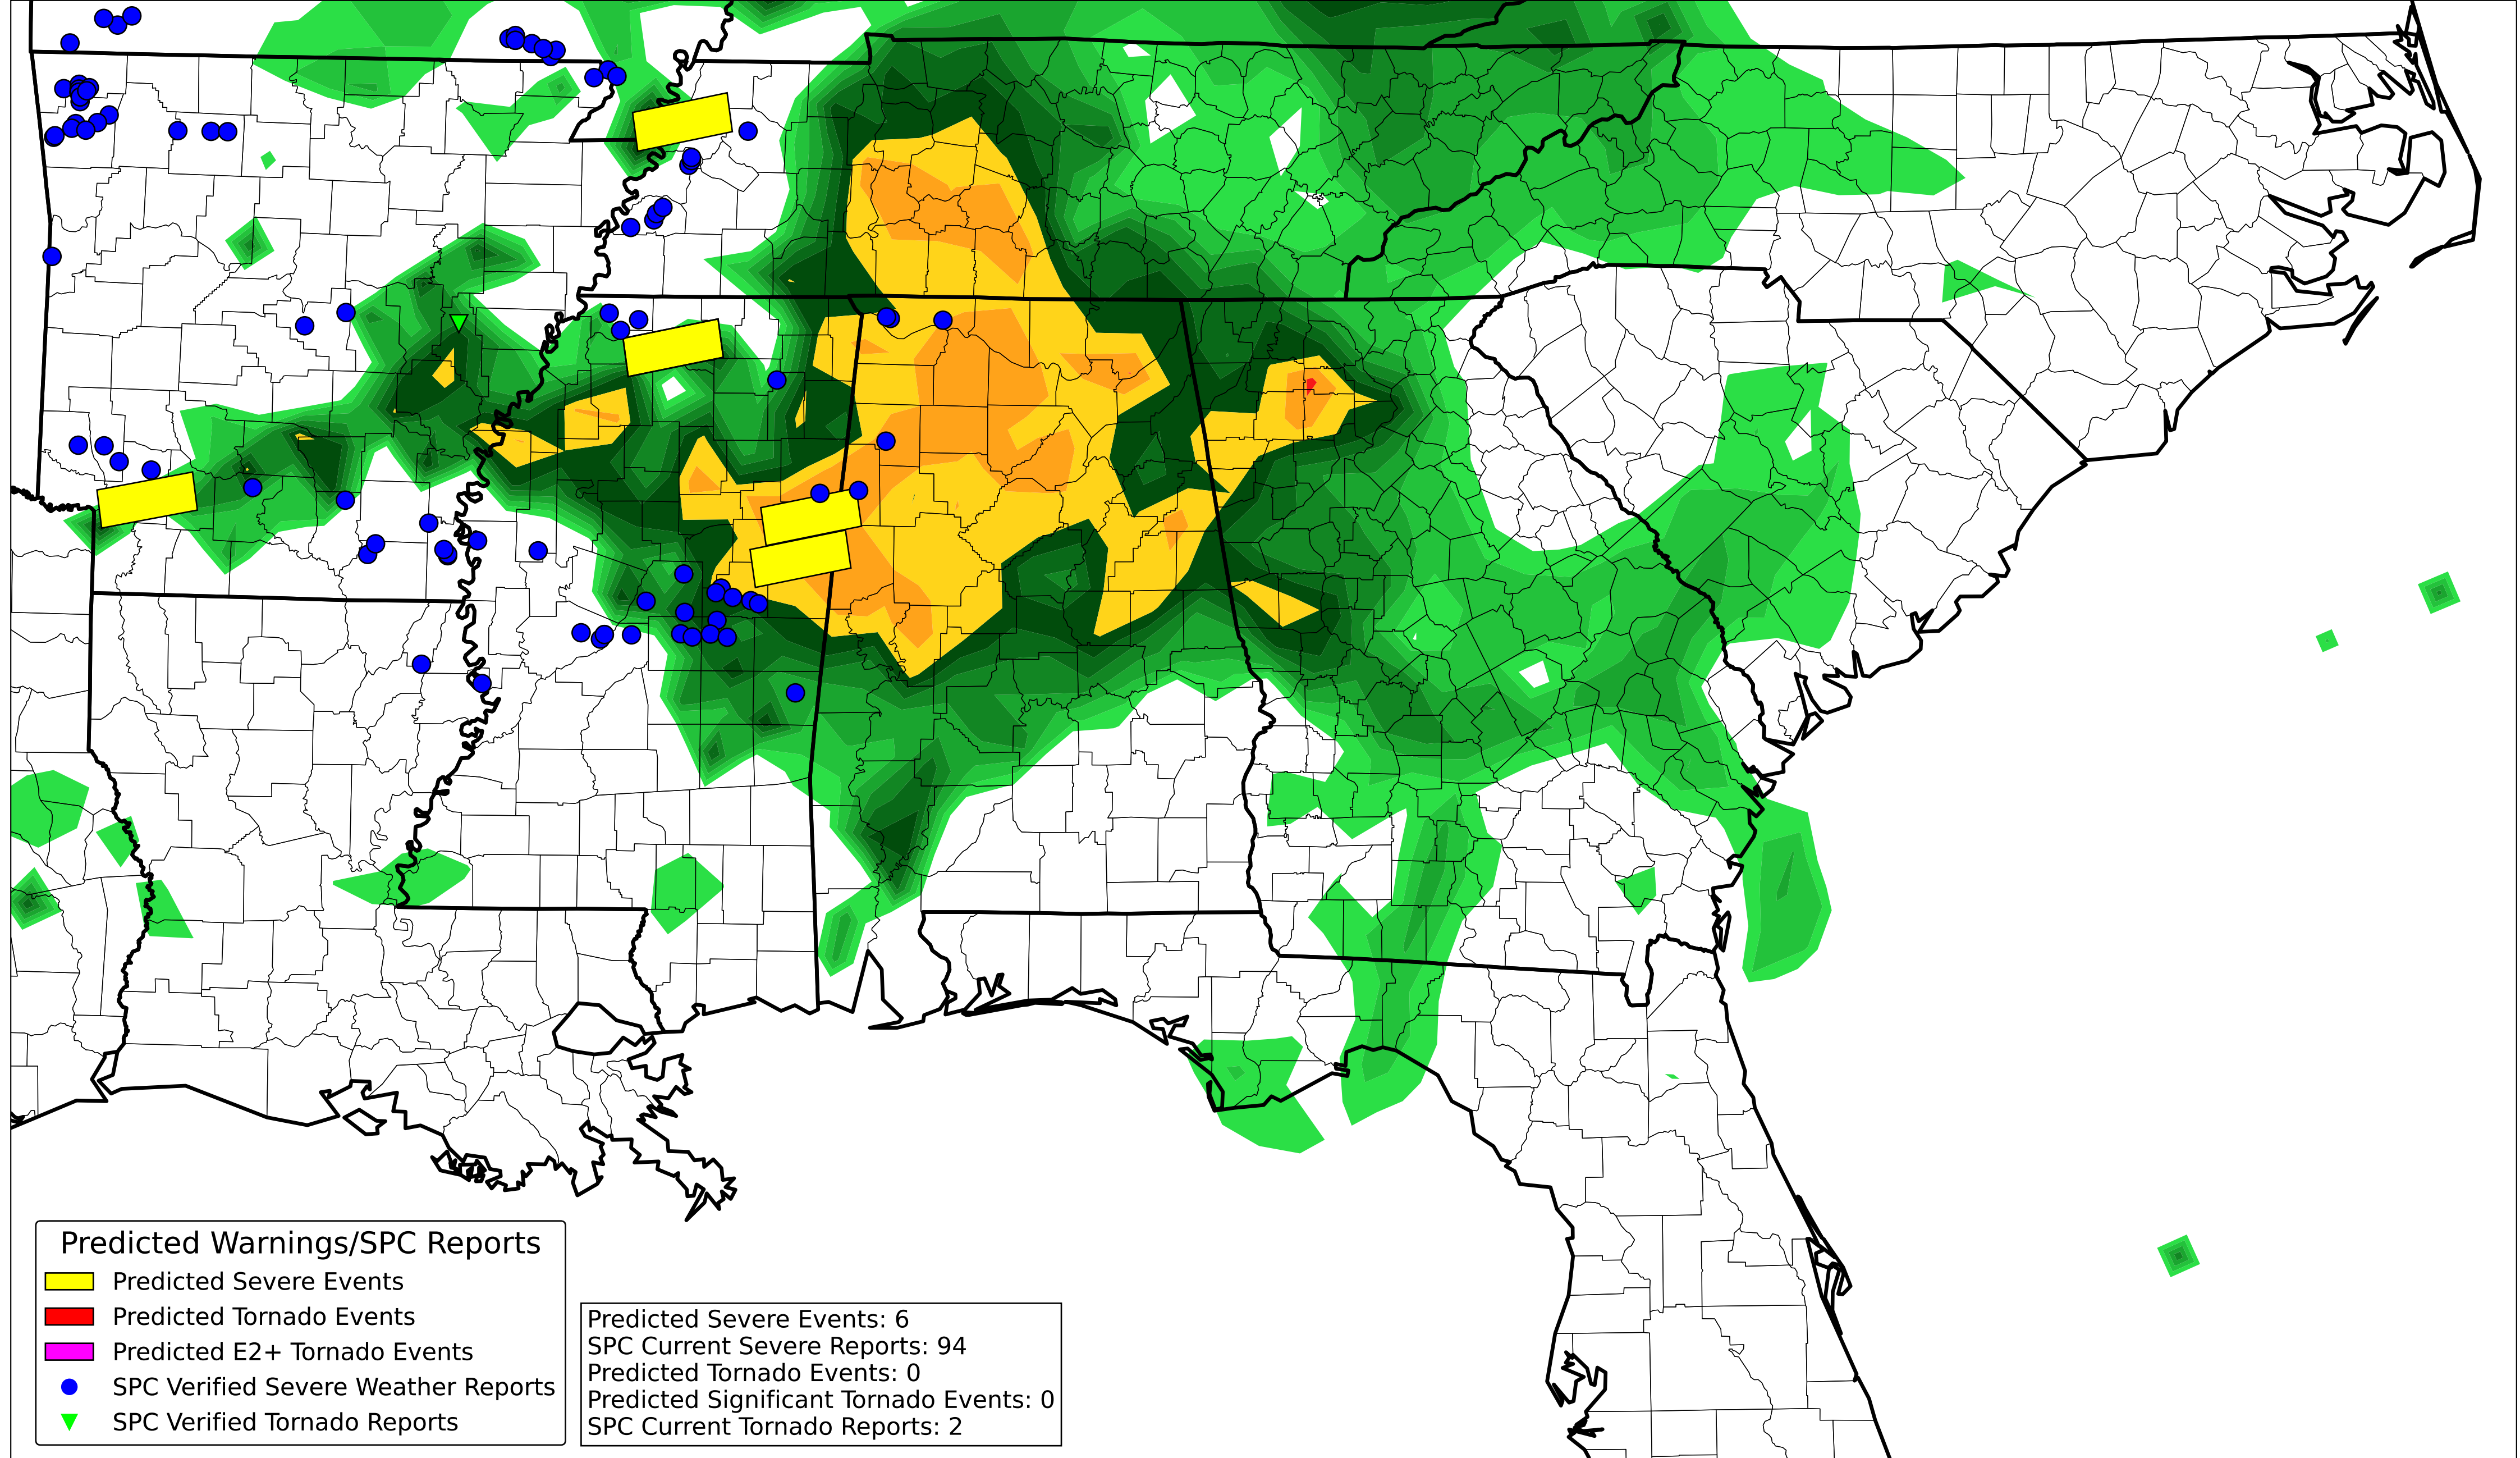 Predicted Warnings/SPC Reports
Predicted Severe Events
Predicted Tornado Events
Predicted E2+ Tornado Events
SPC Verified Severe Weather Reports
SPC Verified Tornado Reports
Predicted Severe Events: 6
SPC Current Severe Reports: 94
Predicted Tornado Events: 0
Predicted Significant Tornado Events: 0
SPC Current Tornado Reports: 2